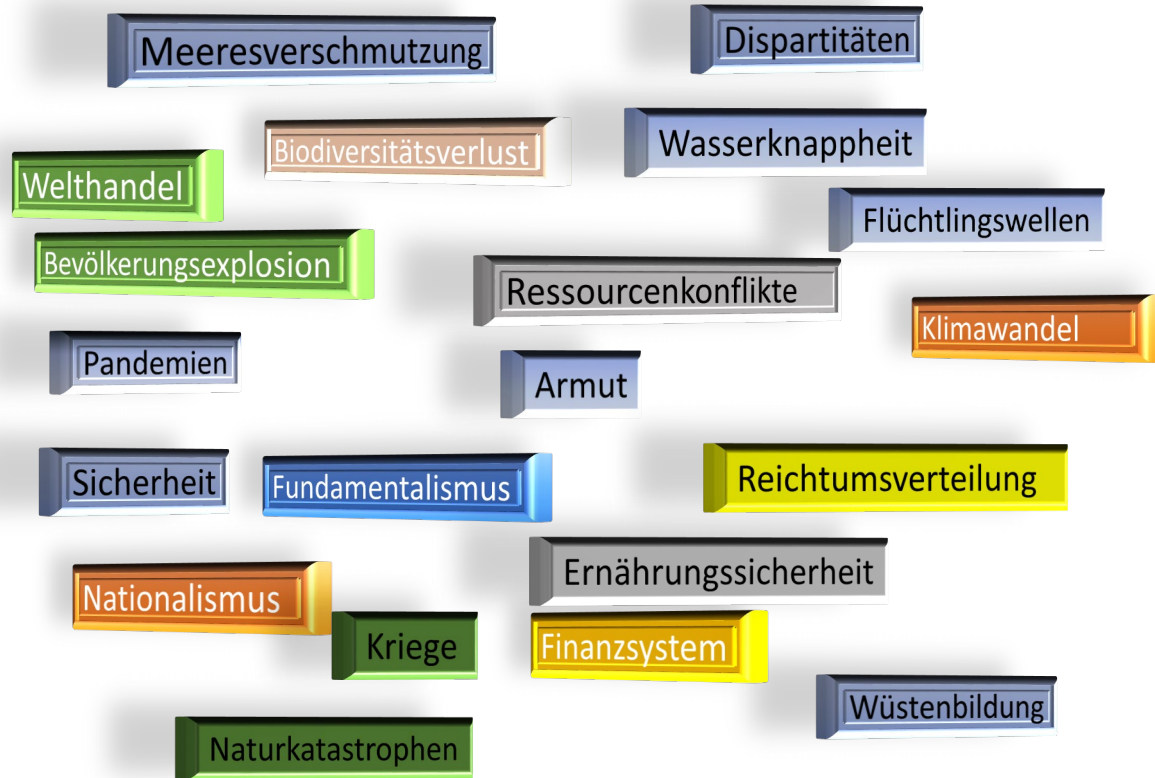 Meeresverschmutzung
Dispartitäten
Biodiversitätsverlust
Wasserknappheit
Welthandel
Flüchtlingswellen
Bevölkerungsexplosion
Ressourcenkonflikte
Klimawandel
Pandemien
Armut
Sicherheit
Fundamentalismus
Reichtumsverteilung
Nationalismus
Ernährungssicherheit
Kriege
Finanzsystem
Wüstenbildung
Naturkatastrophen